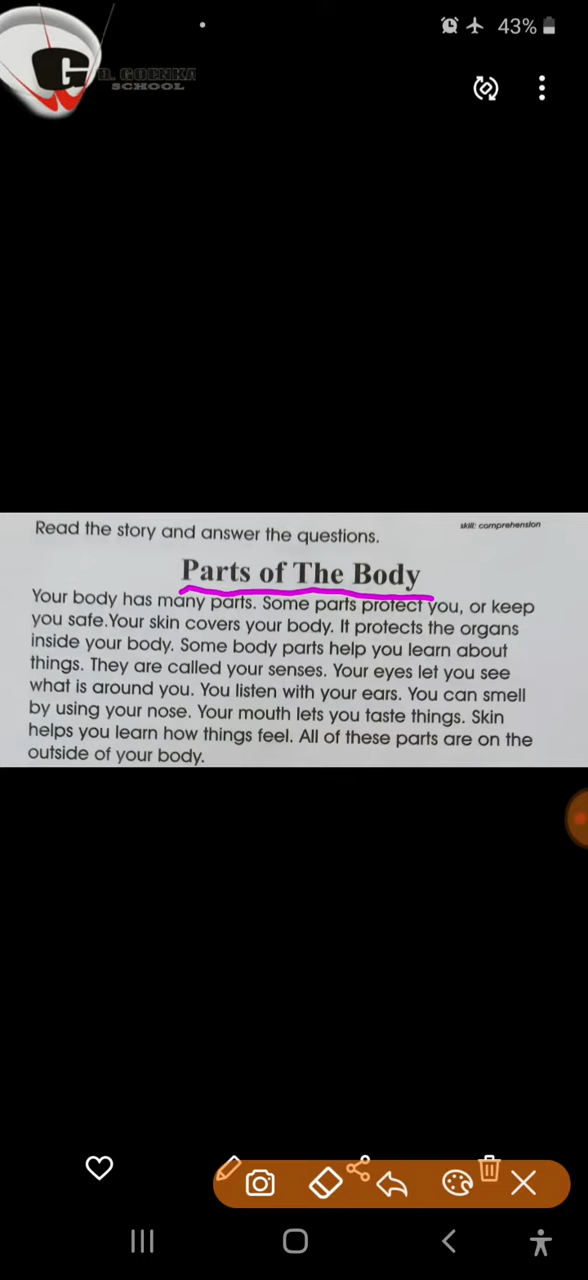 43%
G D. GOENKA
SCHOOL
Read the story and answer the questions.
skill: comprehension
Parts of The Body
Your body has many parts. Some parts protect you, or keep
you safe.Your skin covers your body. It protects the organs
inside your body. Some body parts help you learn about
things. They are called your senses. Your eyes let you see
what is around you. You listen with your ears. You can smell
by using your nose. Your mouth lets you taste things. Skin
helps you learn how things feel. All of these parts are on the
outside of your body.